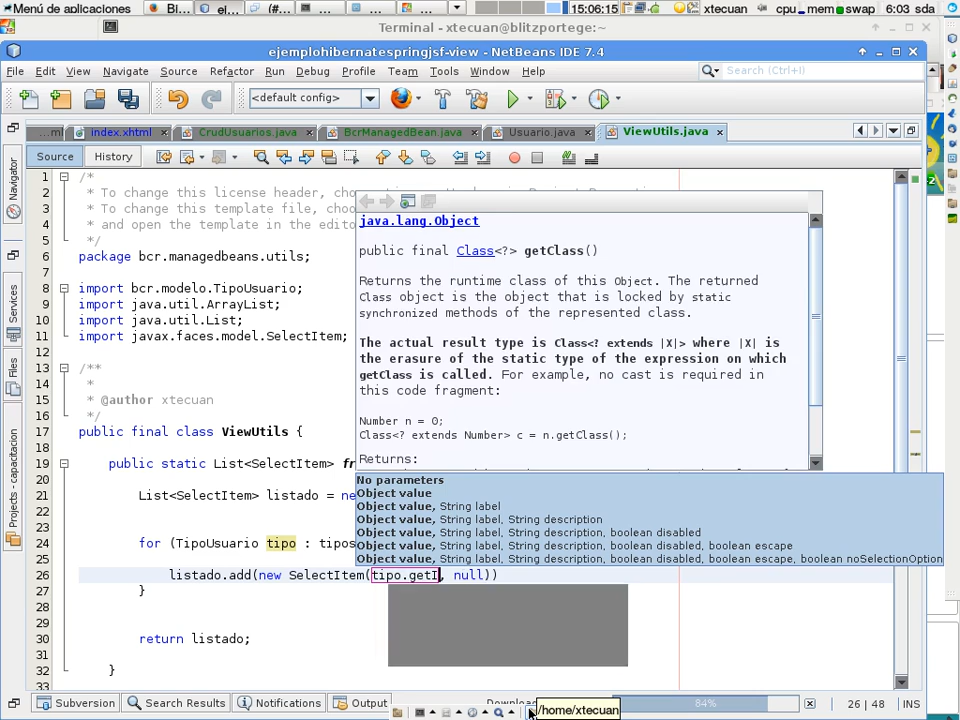 Menú de aplicaciones Bl... el... (#... ... ... ... 15:06:15 xtecuan cpu mem swap 6:03 sda
Terminal - xtecuan@blitzportege:~
ejemplohibernatespringjsf-view - NetBeans IDE 7.4
File Edit View Navigate Source Refactor Run Debug Profile Team Tools Window Help Search (Ctrl+I)
<default config>
...ml index.xhtml CrudUsuarios.java BcrManagedBean.java Usuario.java ViewUtils.java
Source History
Navigator
Services
Projects - capacitacion
1 /*
2 * To change this license header, cho
3 * To change this template file, choo
4 * and open the template in the edito
5 */
6 package bcr.managedbeans.utils;
7
8 import bcr.modelo.TipoUsuario;
9 import java.util.ArrayList;
10 import java.util.List;
11 import javax.faces.model.SelectItem;
12
13 /**
14 *
15 * @author xtecuan
16 */
17 public final class ViewUtils {
18
19 public static List<SelectItem> fr
20
21 List<SelectItem> listado = ne
24 for (TipoUsuario tipo : tipos
26 listado.add(new SelectItem(tipo.getI, null))
27 }
28
29
30 return listado;
31
32 }
33
java.lang.Object
public final Class<?> getClass()
Returns the runtime class of this Object. The returned
Class object is the object that is locked by static
synchronized methods of the represented class.
The actual result type is Class<? extends |X|> where |X| is
the erasure of the static type of the expression on which
getClass is called. For example, no cast is required in
this code fragment:
Number n = 0;
Class<? extends Number> c = n.getClass();
Returns:
No parameters
Object value
Object value, String label
Object value, String label, String description
Object value, String label, String description, boolean disabled
Object value, String label, String description, boolean disabled, boolean escape
Object value, String label, String description, boolean disabled, boolean escape, boolean noSelectionOption
Subversion Search Results Notifications Output Downloa 84% 26 | 48 INS
/home/xtecuan